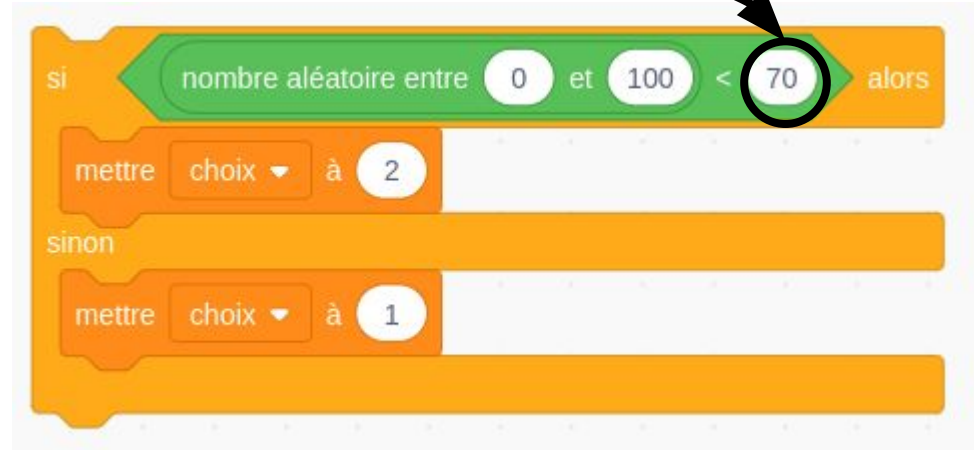 si nombre aléatoire entre 0 et 100 < 70 alors
mettre choix à 2
sinon
mettre choix à 1